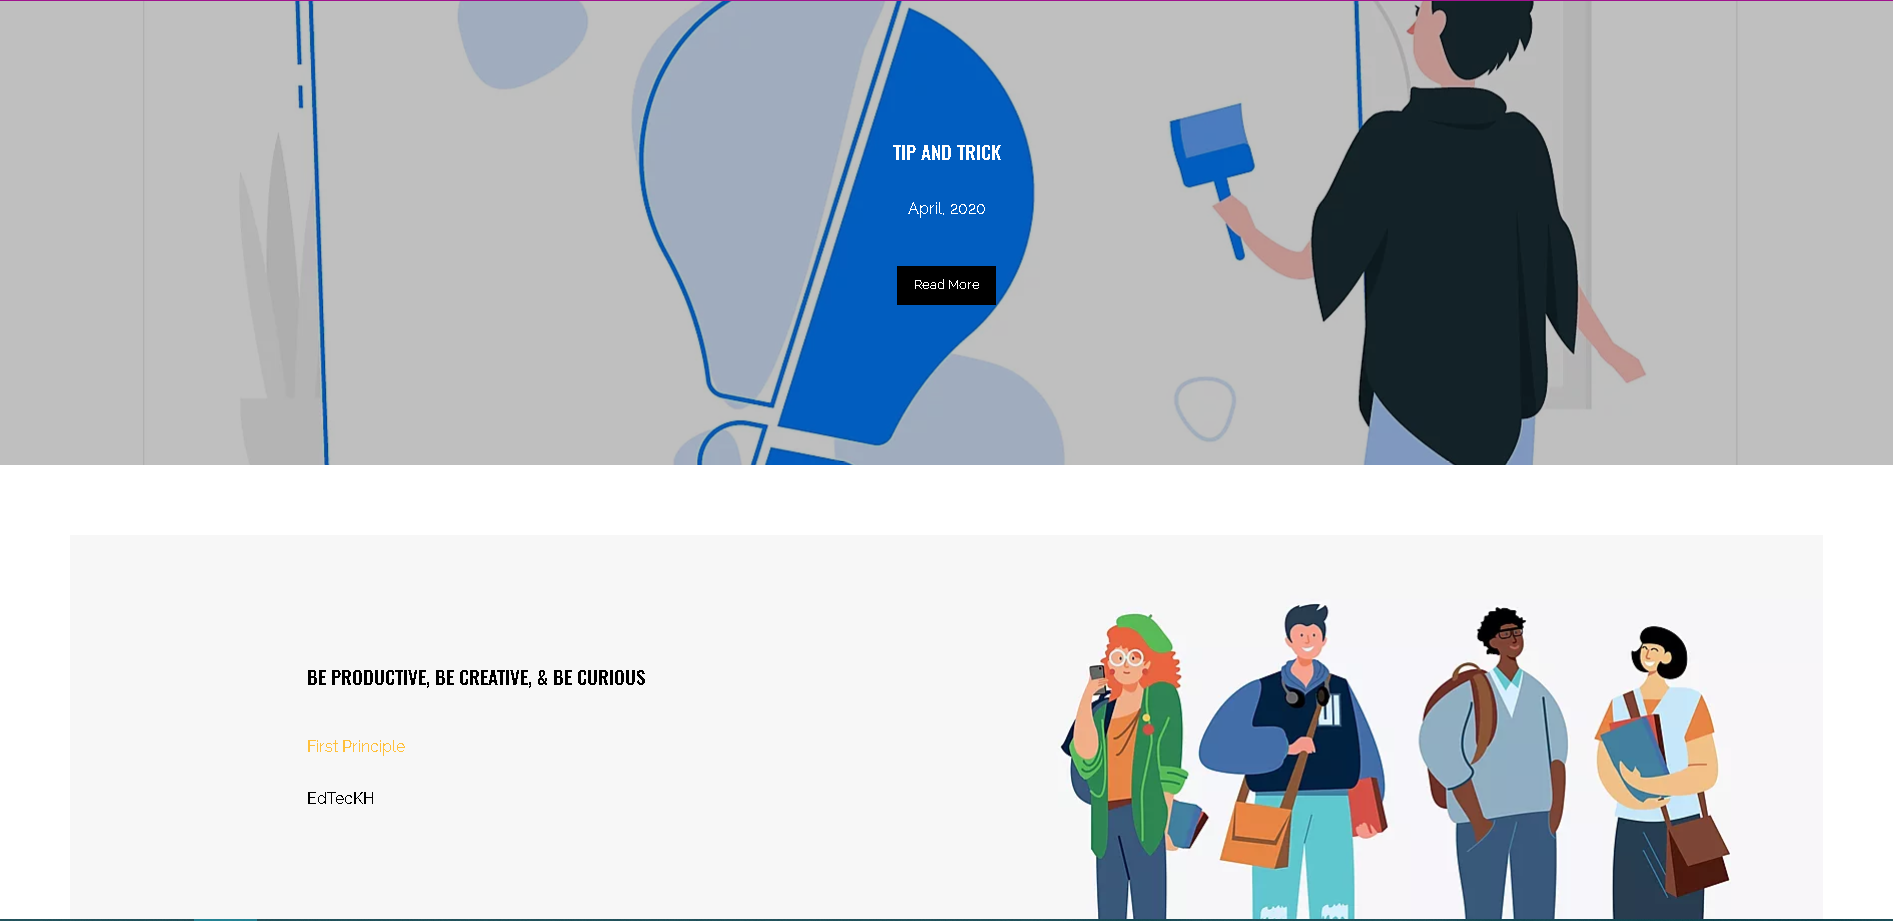 TIP AND TRICK
April, 2020
Read More
BE PRODUCTIVE, BE CREATIVE, & BE CURIOUS
First Principle
EdTecKH